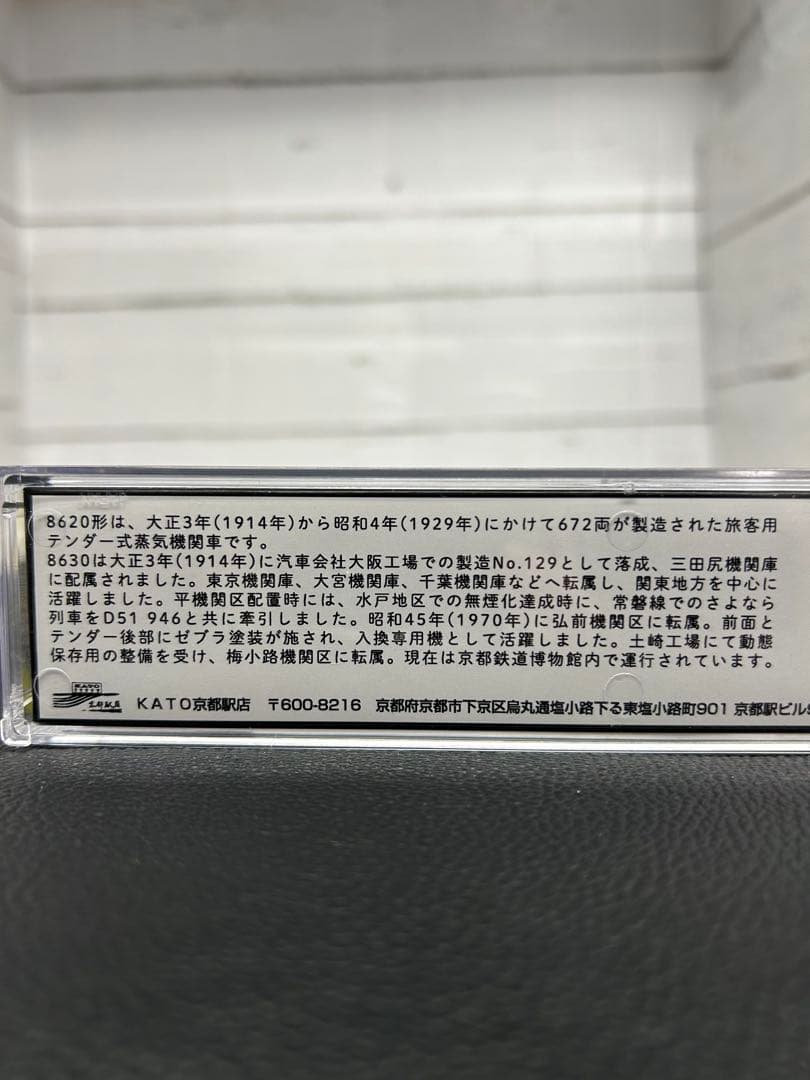 8620形は、大正3年(1914年)から昭和4年(1929年)にかけて672両が製造された旅客用
テンダー式蒸気機関車です。
8630は大正3年(1914年)に汽車会社大阪工場での製造No.129として落成、三田尻機関庫
に配属されました。東京機関庫、大宮機関庫、千葉機関庫などへ転属し、関東地方を中心に
活躍しました。平機関区配置時には、水戸地区での無煙化達成時に、常磐線でのさよなら
列車をD51 946と共に牽引しました。昭和45年(1970年)に弘前機関区に転属。前面と
テンダー後部にゼブラ塗装が施され、入換専用機として活躍しました。土崎工場にて動態
保存用の整備を受け、梅小路機関区に転属。現在は京都鉄道博物館内で運行されています。
KATO
京都駅店
KATO京都駅店 〒600-8216 京都府京都市下京区烏丸通塩小路下る東塩小路町901 京都駅ビル